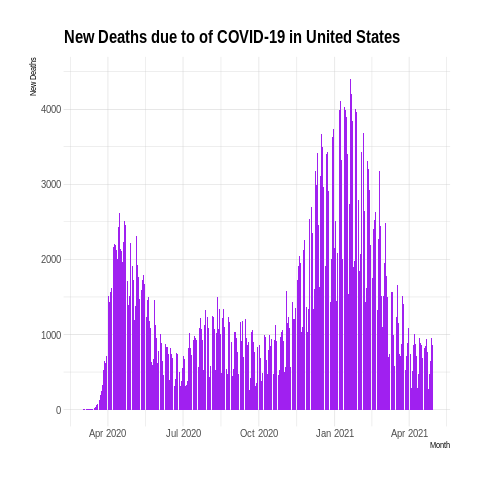 New Deaths due to of COVID-19 in United States
New Deaths
4000
3000
2000
1000
0
Apr 2020 Jul 2020 Oct 2020 Jan 2021 Apr 2021
Month